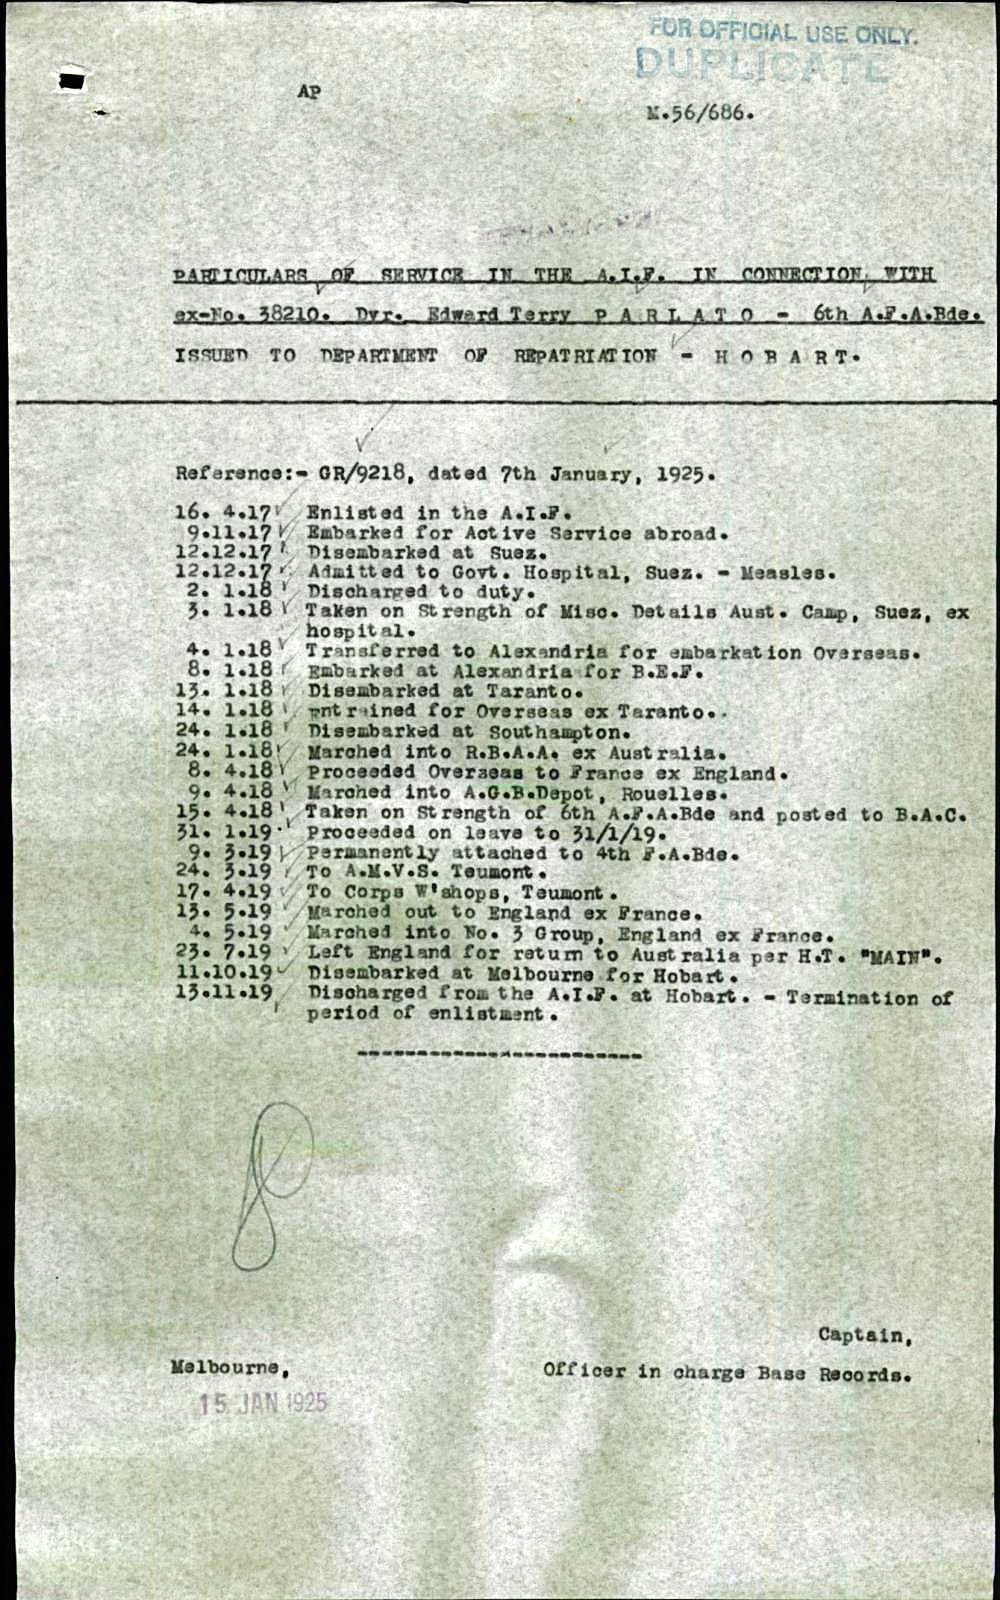 FOR OFFICIAL USE ONLY.
DUPLICATE
AP
M.56/686.
PARTICULARS OF SERVICE IN THE A.I.F. IN CONNECTION WITH
ex-No. 38210. Dvr. Edward Terry P A R L A T O - 6th A.F.A.Bde.
ISSUED TO DEPARTMENT OF REPATRIATION - H O B A R T.
Reference:- GR/9218, dated 7th January, 1925.
16. 4.17 Enlisted in the A.I.F.
9.11.17 Embarked for Active Service abroad.
12.12.17 Disembarked at Suez.
12.12.17 Admitted to Govt. Hospital, Suez. - Measles.
2. 1.18 Discharged to duty.
3. 1.18 Taken on Strength of Misc. Details Aust. Camp, Suez, ex
hospital.
4. 1.18 Transferred to Alexandria for embarkation Overseas.
8. 1.18 Embarked at Alexandria for B.E.F.
13. 1.18 Disembarked at Taranto.
14. 1.18 Entrained for Overseas ex Taranto.
24. 1.18 Disembarked at Southampton.
24. 1.18 Marched into R.B.A.A. ex Australia.
8. 4.18 Proceeded Overseas to France ex England.
9. 4.18 Marched into A.G.B.Depot, Rouelles.
15. 4.18 Taken on Strength of 6th A.F.A.Bde and posted to B.A.C.
31. 1.19 Proceeded on leave to 31/1/19.
9. 3.19 Permanently attached to 4th F.A.Bde.
24. 3.19 To A.M.V.S. Teumont.
17. 4.19 To Corps W'shops, Teumont.
13. 5.19 Marched out to England ex France.
4. 5.19 Marched into No. 3 Group, England ex France.
23. 7.19 Left England for return to Australia per H.T. "MAIN".
11.10.19 Disembarked at Melbourne for Hobart.
13.11.19 Discharged from the A.I.F. at Hobart. - Termination of
period of enlistment.
Captain,
Melbourne, Officer in charge Base Records.
15 JAN 1925